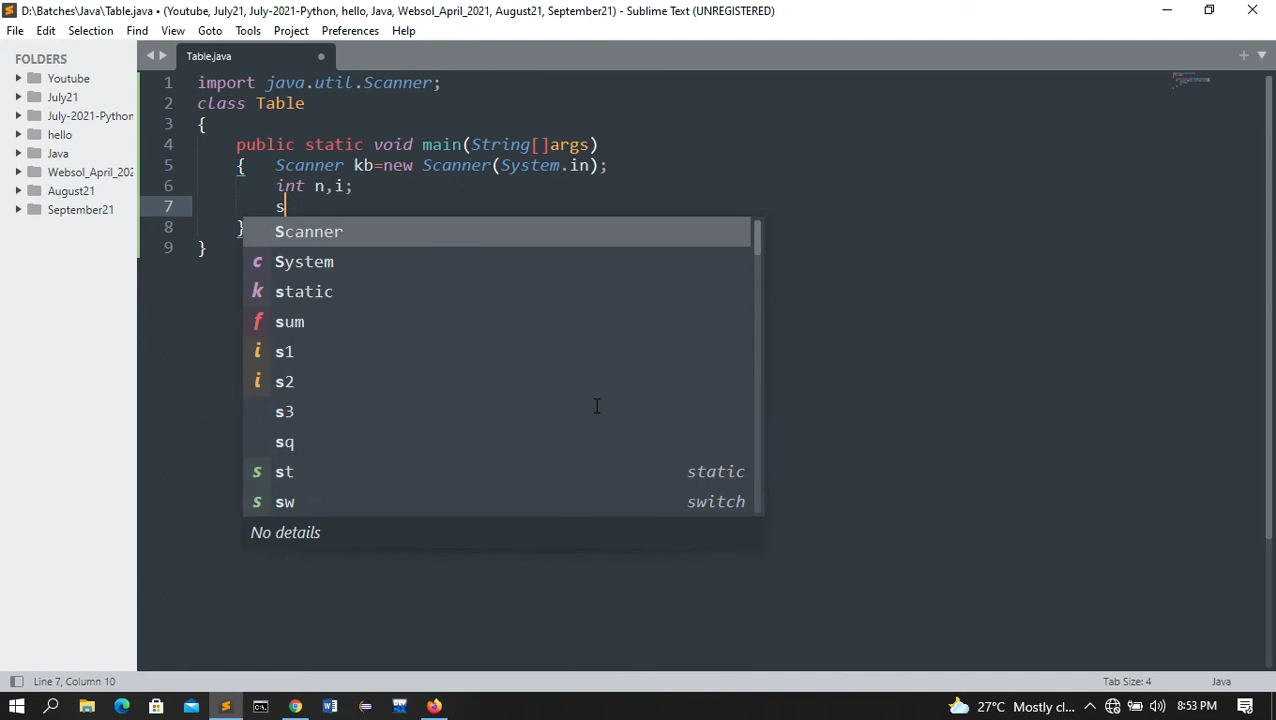 D:\Batches\Java\Table.java • (Youtube, July21, July-2021-Python, hello, Java, Websol_April_2021, August21, September21) - Sublime Text (UNREGISTERED)
File Edit Selection Find View Goto Tools Project Preferences Help
FOLDERS
Youtube
July21
July-2021-Python
hello
Java
Websol_April_202
August21
September21
Table.java
1 import java.util.Scanner;
2 class Table
3 {
4 public static void main(String[]args)
5 { Scanner kb=new Scanner(System.in);
6 int n,i;
7 s
8 }
9 }
Scanner
c System
k static
f sum
i s1
i s2
s3
sq
s st static
s sw switch
No details
Line 7, Column 10
Tab Size: 4
Java
27°C Mostly cl...
8:53 PM